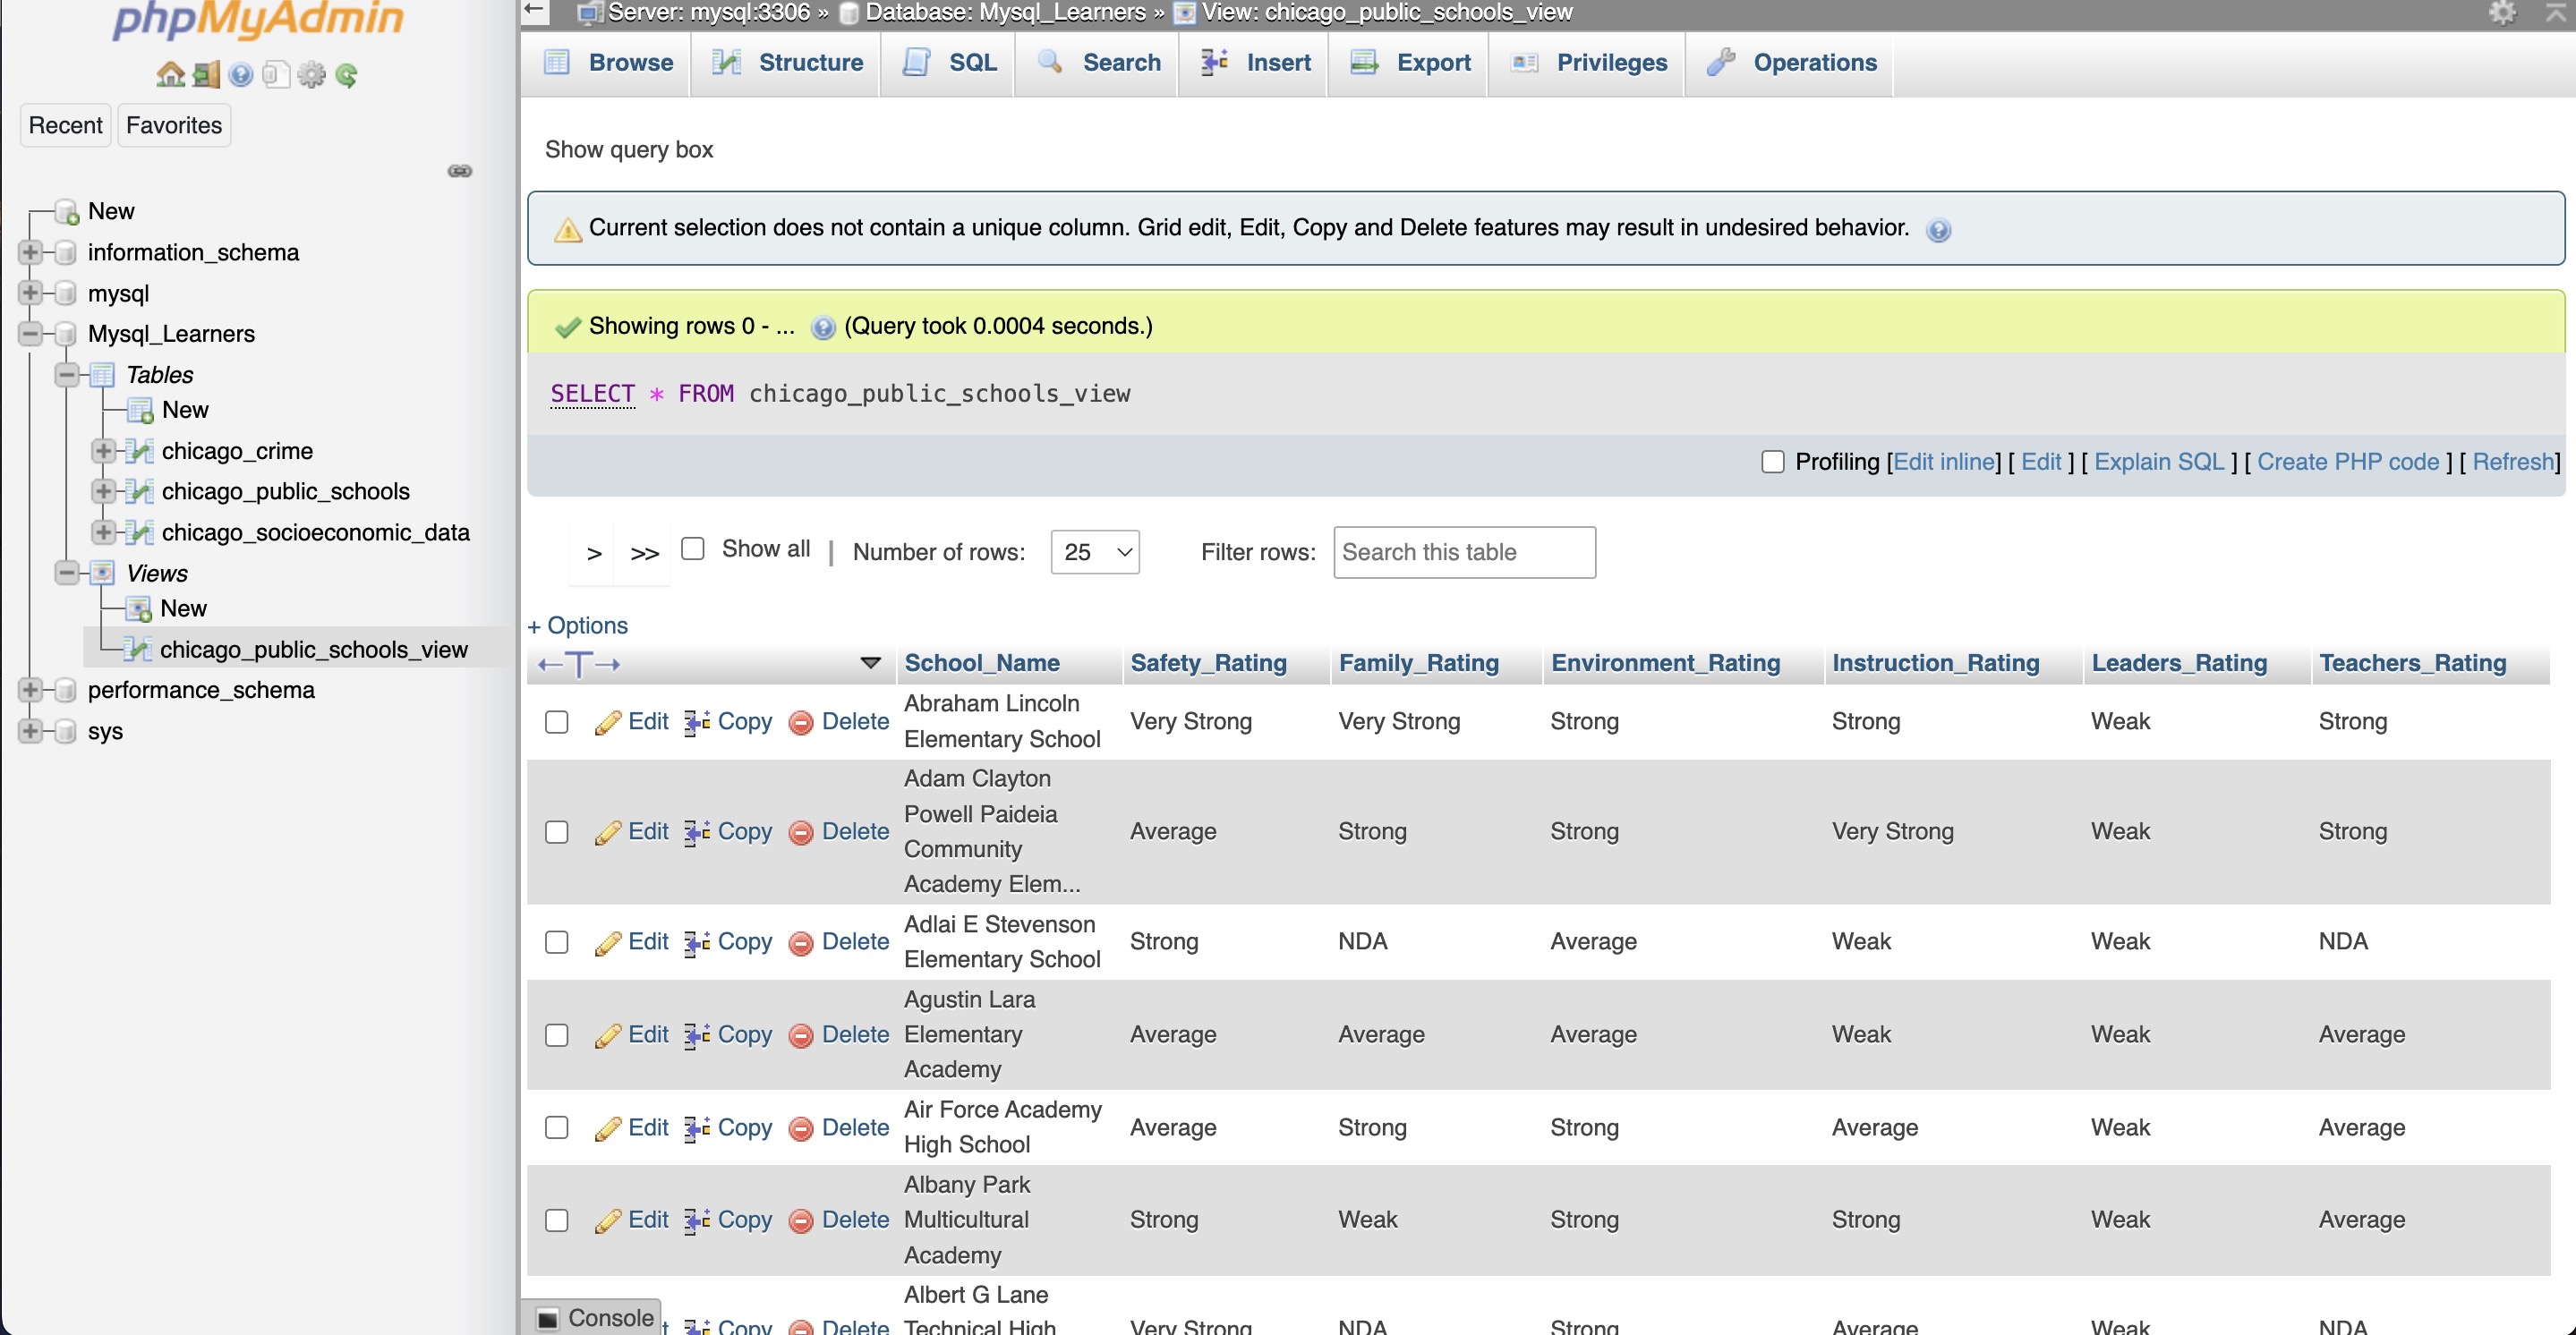 phpMyAdmin
Recent Favorites
New
information_schema
mysql
Mysql_Learners
Tables
New
chicago_crime
chicago_public_schools
chicago_socioeconomic_data
Views
New
chicago_public_schools_view
performance_schema
sys
Server: mysql:3306 » Database: Mysql_Learners » View: chicago_public_schools_view
Browse Structure SQL Search Insert Export Privileges Operations
Show query box
Current selection does not contain a unique column. Grid edit, Edit, Copy and Delete features may result in undesired behavior.
Showing rows 0 - ... (Query took 0.0004 seconds.)
SELECT * FROM chicago_public_schools_view
Profiling [Edit inline] [ Edit ] [ Explain SQL ] [ Create PHP code ] [ Refresh]
> >> Show all | Number of rows: 25 Filter rows: Search this table
+ Options
←T→ School_Name Safety_Rating Family_Rating Environment_Rating Instruction_Rating Leaders_Rating Teachers_Rating
Abraham Lincoln
Edit Copy Delete Elementary School Very Strong Very Strong Strong Strong Weak Strong
Adam Clayton
Powell Paideia
Edit Copy Delete Community Average Strong Strong Very Strong Weak Strong
Academy Elem...
Adlai E Stevenson
Edit Copy Delete Elementary School Strong NDA Average Weak Weak NDA
Agustin Lara
Edit Copy Delete Elementary Average Average Average Weak Weak Average
Academy
Air Force Academy
Edit Copy Delete High School Average Strong Strong Average Weak Average
Albany Park
Edit Copy Delete Multicultural Strong Weak Strong Strong Weak Average
Academy
Albert G Lane
Console t Copy Delete Technical High Very Strong NDA Strong Average Weak NDA